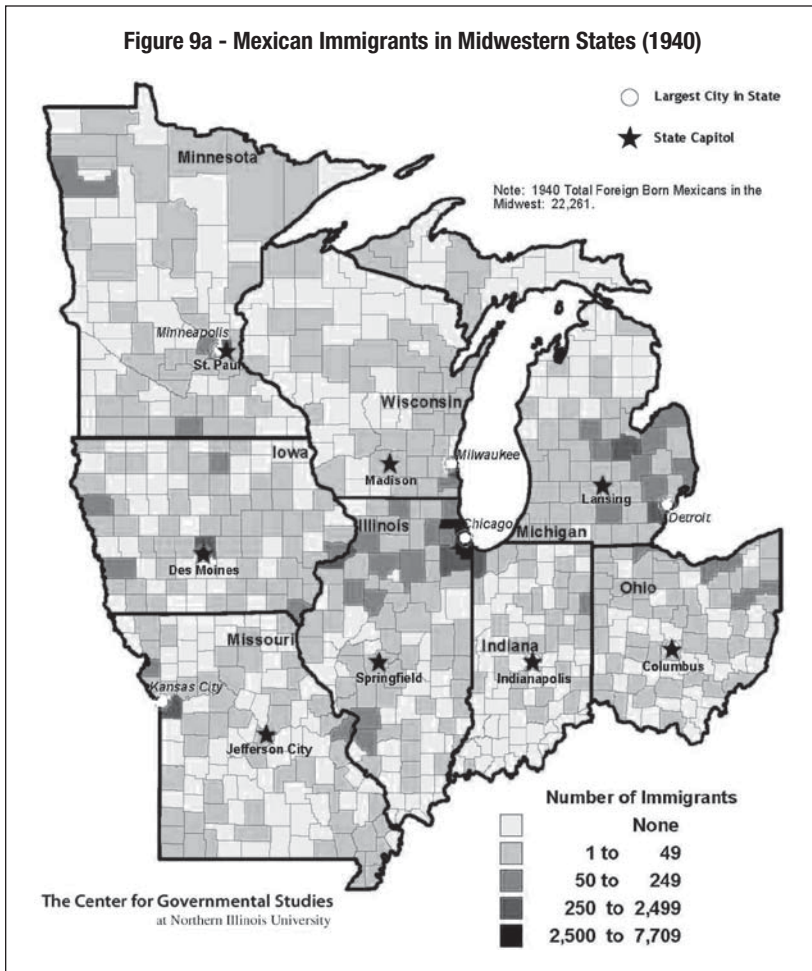 Figure 9a - Mexican Immigrants in Midwestern States (1940)
Largest City in State
State Capitol
Note: 1940 Total Foreign Born Mexicans in the
Midwest: 22,261.
Minnesota
Minneapolis
St. Paul
Wisconsin
Iowa
Madison
Milwaukee
Lansing
Detroit
Illinois
Chicago
Michigan
Des Moines
Ohio
Missouri
Indiana
Springfield
Indianapolis
Columbus
Kansas City
Jefferson City
Number of Immigrants
None
1 to 49
50 to 249
250 to 2,499
2,500 to 7,709
The Center for Governmental Studies
at Northern Illinois University